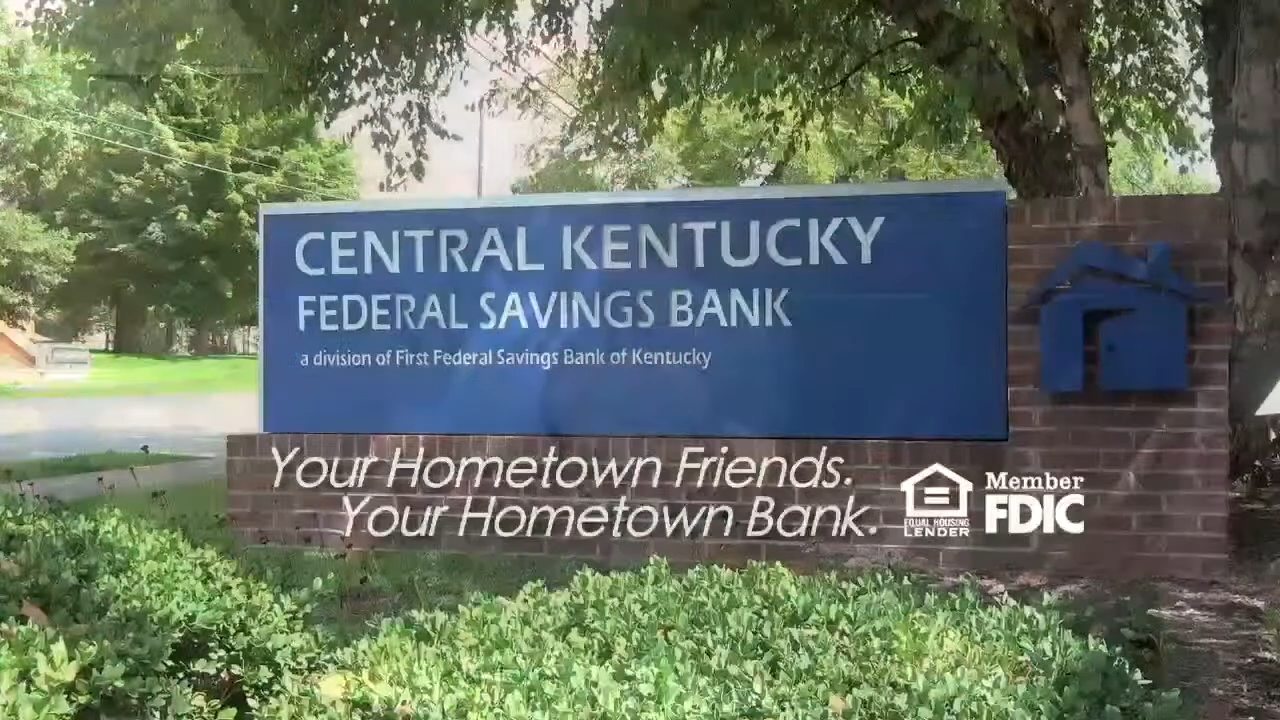 CENTRAL KENTUCKY
FEDERAL SAVINGS BANK
a division of First Federal Savings Bank of Kentucky
Your Hometown Friends.
Your Hometown Bank.
EQUAL HOUSING
LENDER
Member
FDIC